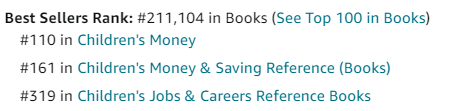 Best Sellers Rank: #211,104 in Books (See Top 100 in Books)
#110 in Children's Money
#161 in Children's Money & Saving Reference (Books)
#319 in Children's Jobs & Careers Reference Books